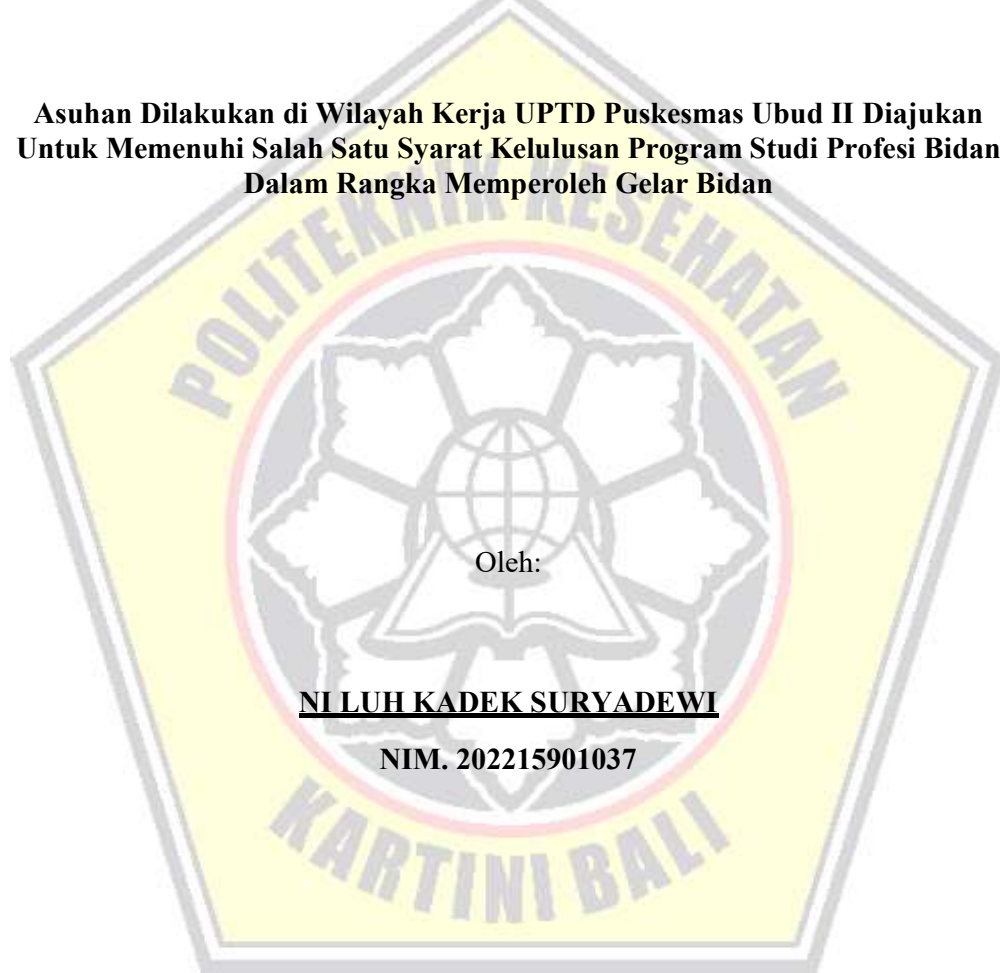 Asuhan Dilakukan di Wilayah Kerja UPTD Puskesmas Ubud II Diajukan
Untuk Memenuhi Salah Satu Syarat Kelulusan Program Studi Profesi Bidan
Dalam Rangka Memperoleh Gelar Bidan
POLITEKNIK KESEHATAN
Oleh:
NI LUH KADEK SURYADEWI
NIM. 202215901037
KARTINI BALI